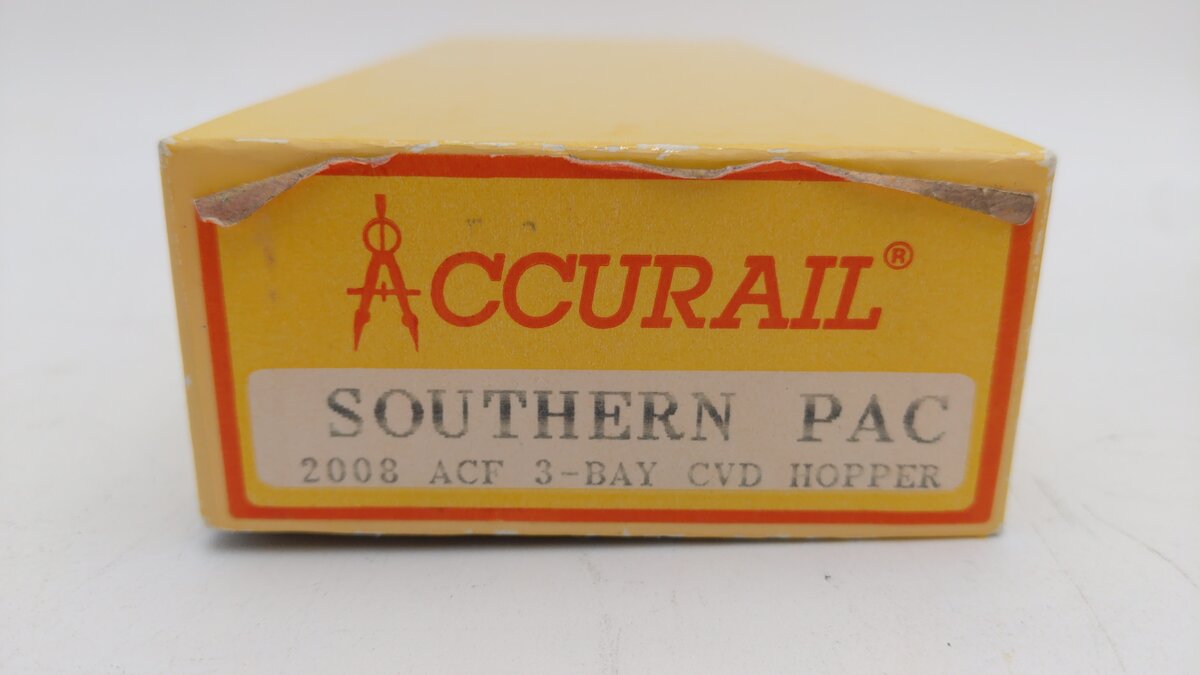 ACCURAIL®
SOUTHERN PAC
2008 ACF 3-BAY CVD HOPPER